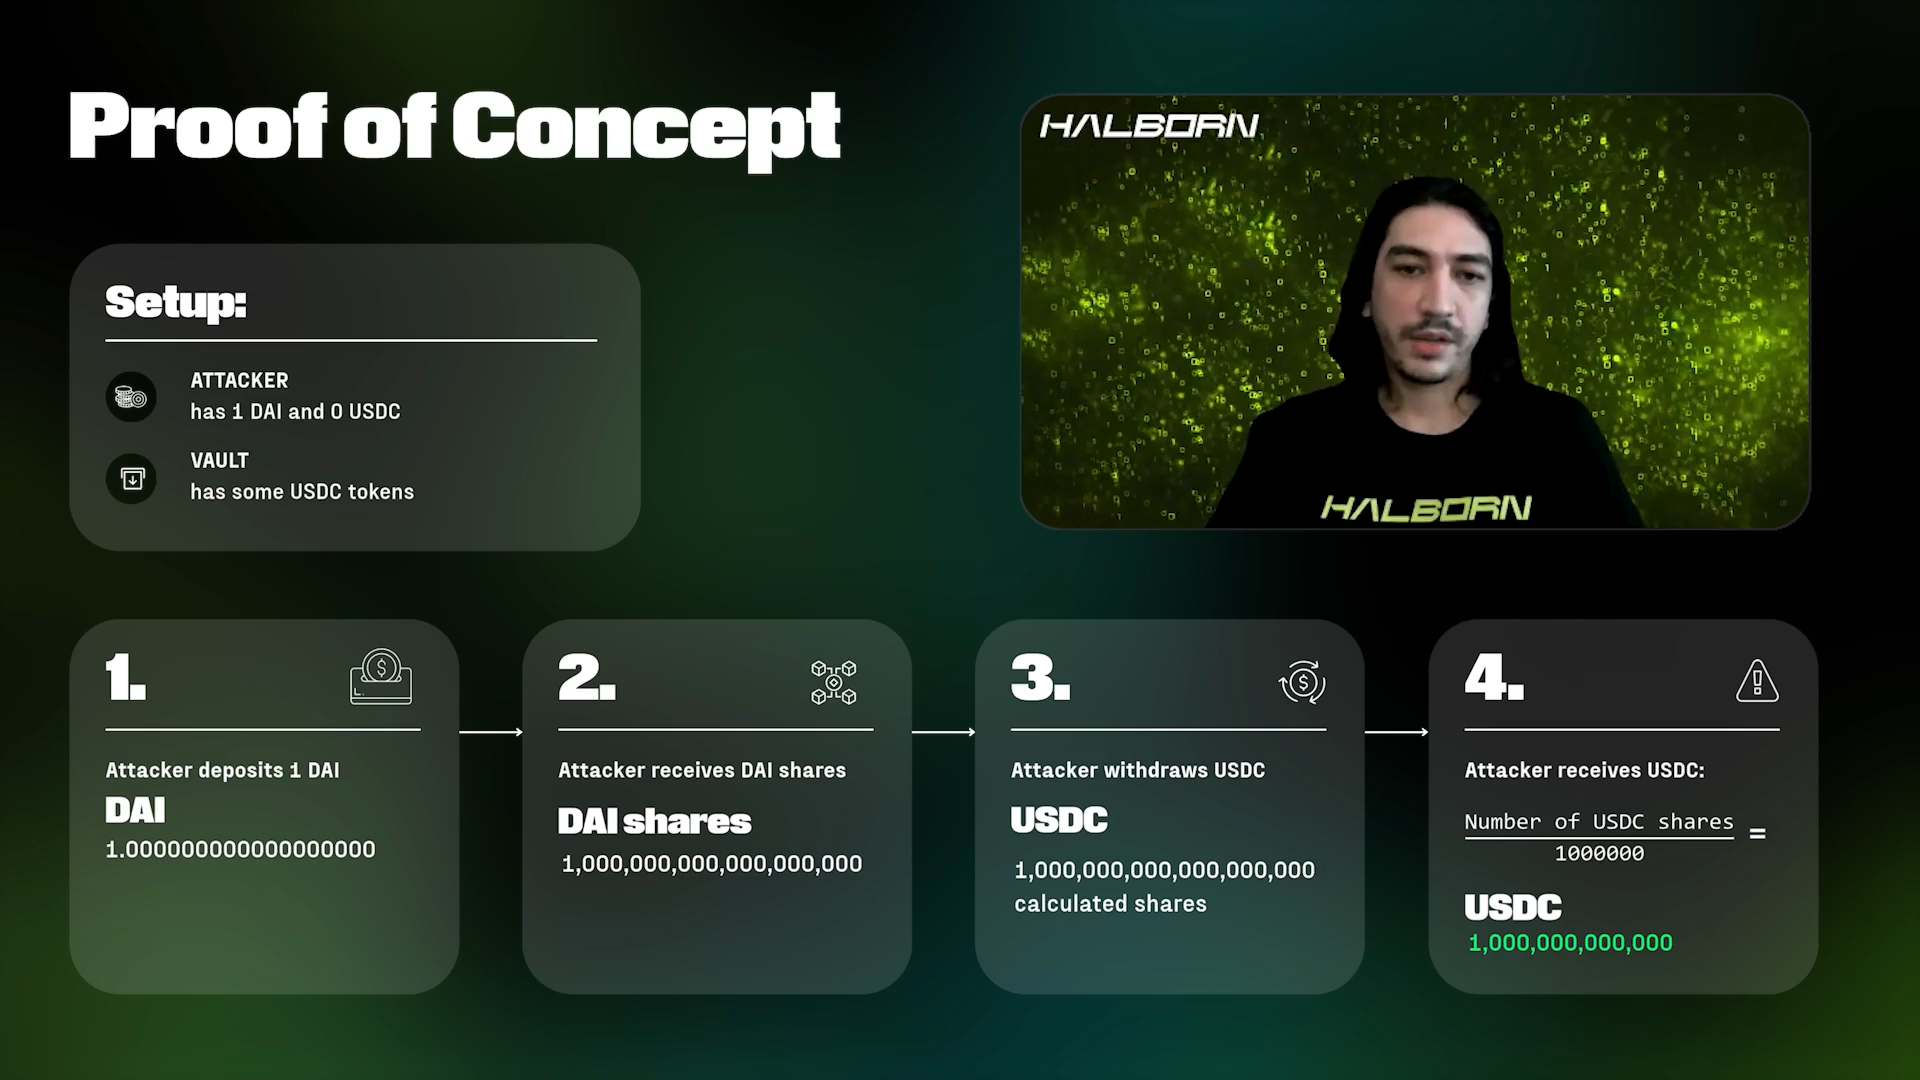 Proof of Concept
HALBORN
HALBORN
Setup:
ATTACKER
has 1 DAI and 0 USDC
VAULT
has some USDC tokens
1.
Attacker deposits 1 DAI
DAI
1.000000000000000000
2.
Attacker receives DAI shares
DAI shares
1,000,000,000,000,000,000
3.
Attacker withdraws USDC
USDC
1,000,000,000,000,000,000
calculated shares
4.
Attacker receives USDC:
Number of USDC shares
=
1000000
USDC
1,000,000,000,000